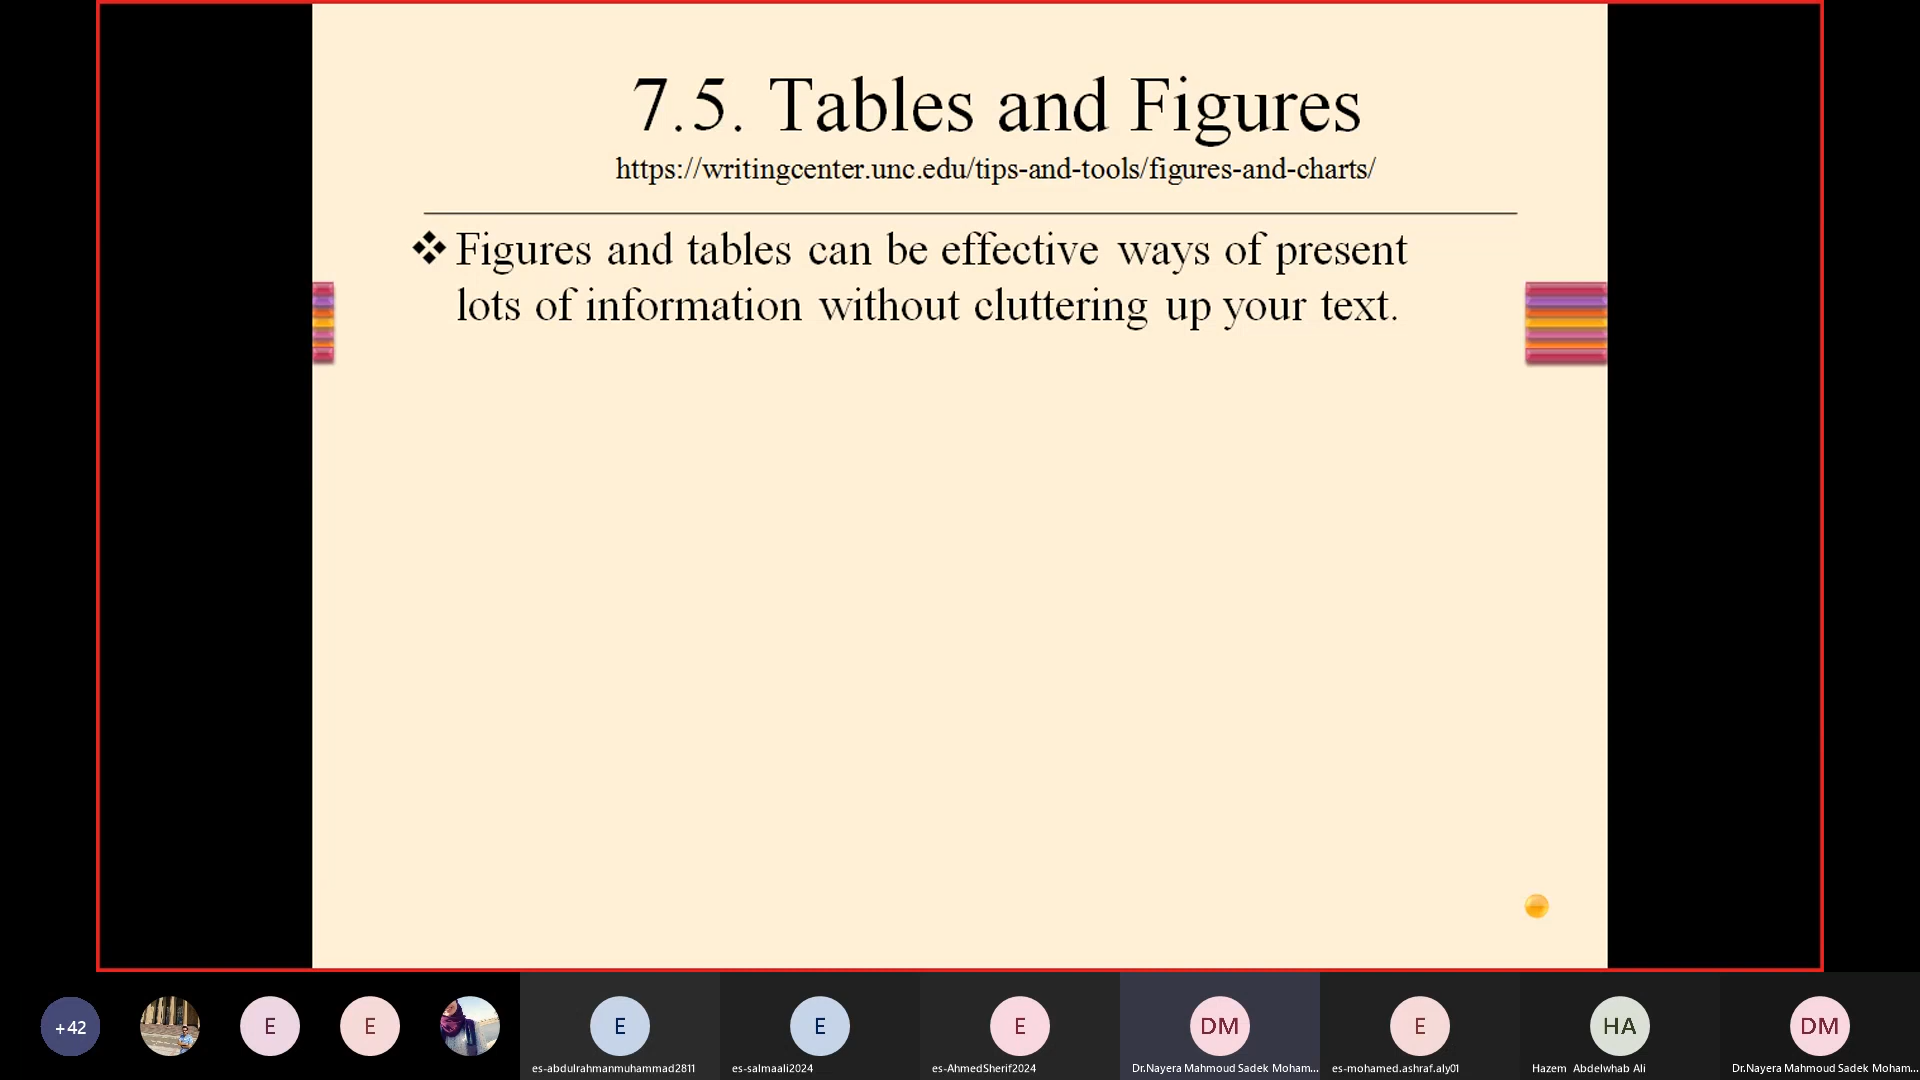 7.5. Tables and Figures
https://writingcenter.unc.edu/tips-and-tools/figures-and-charts/
❖ Figures and tables can be effective ways of present
lots of information without cluttering up your text.
+42
E
E
E
E
E
DM
E
HA
DM
es-abdulrahmanmuhammad2811
es-salmaali2024
es-AhmedSherif2024
Dr.Nayera Mahmoud Sadek Moham...
es-mohamed.ashraf.aly01
Hazem Abdelwhab Ali
Dr.Nayera Mahmoud Sadek Moham...